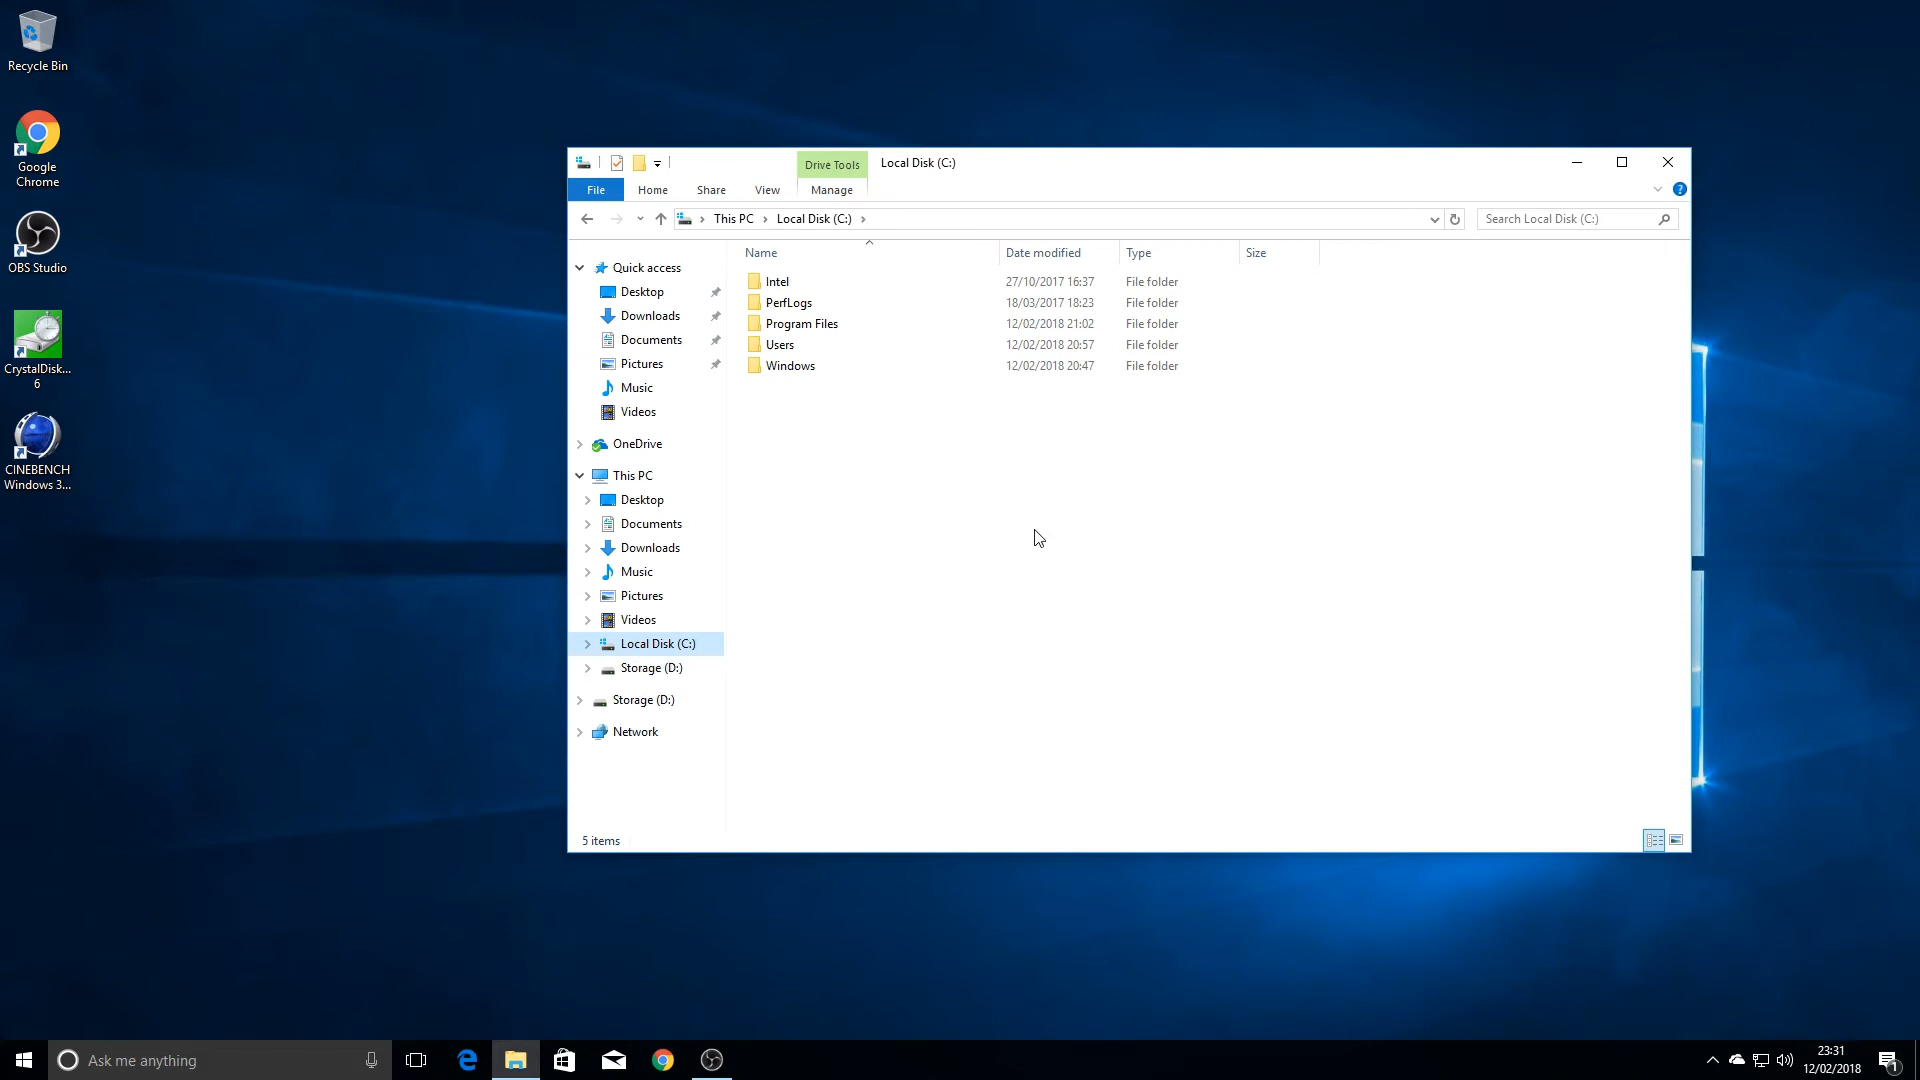 Recycle Bin
Google
Chrome
OBS Studio
CrystalDisk...
6
CINEBENCH
Windows 3...
Drive Tools
Local Disk (C:)
File
Home
Share
View
Manage
?
This PC
Local Disk (C:)
Search Local Disk (C:)
Quick access
Desktop
Downloads
Documents
Pictures
Music
Videos
OneDrive
This PC
Desktop
Documents
Downloads
Music
Pictures
Videos
Local Disk (C:)
Storage (D:)
Storage (D:)
Network
Name Date modified Type Size
Intel 27/10/2017 16:37 File folder
PerfLogs 18/03/2017 18:23 File folder
Program Files 12/02/2018 21:02 File folder
Users 12/02/2018 20:57 File folder
Windows 12/02/2018 20:47 File folder
5 items
Ask me anything
23:31
12/02/2018
1